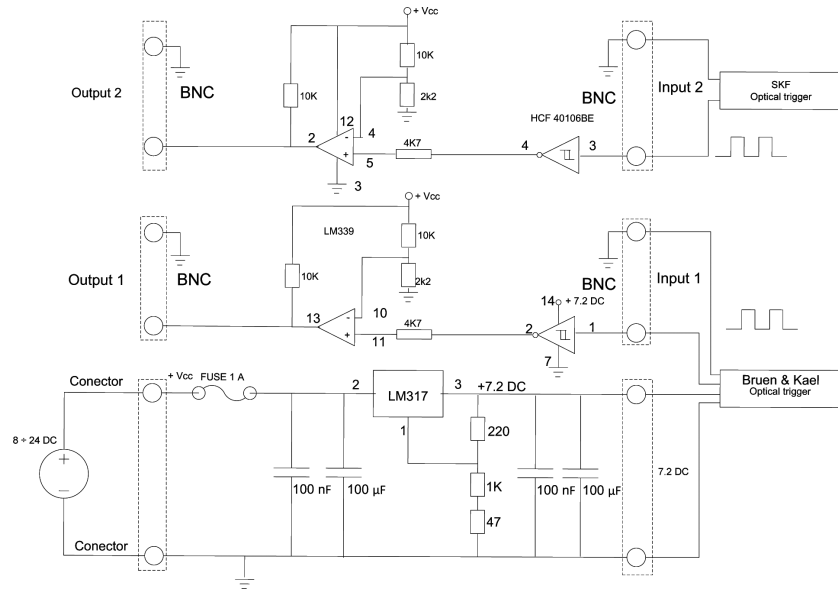 + Vcc
10K
2k2
10K
Output 2
BNC
12
2
4
-
+
5
3
4K7
HCF 40106BE
4
3
BNC
Input 2
SKF
Optical trigger
+ Vcc
LM339
10K
2k2
10K
Output 1
BNC
13
10
-
+
11
4K7
14
+ 7.2 DC
2
1
7
BNC
Input 1
Bruen & Kael
Optical trigger
Conector
+ Vcc
FUSE 1 A
2
LM317
3
+7.2 DC
1
220
8 ÷ 24 DC
+
−
100 nF
100 µF
1K
47
100 nF
100 µF
7.2 DC
Conector